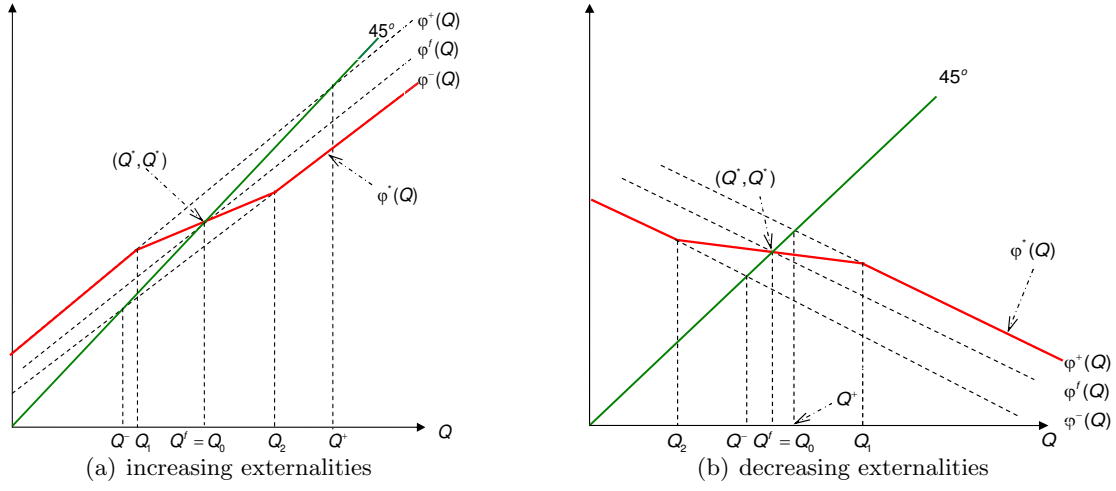 φ⁺(Q)
45°
φᶠ(Q)
φ⁻(Q)
(Q*,Q*)
φ*(Q)
Q⁻ Q₁ Qᶠ = Q₀ Q₂ Q⁺ Q
(a) increasing externalities
45°
(Q*,Q*)
φ*(Q)
φ⁺(Q)
Q⁺
φᶠ(Q)
φ⁻(Q)
Q₂ Q⁻ Qᶠ = Q₀ Q₁ Q
(b) decreasing externalities